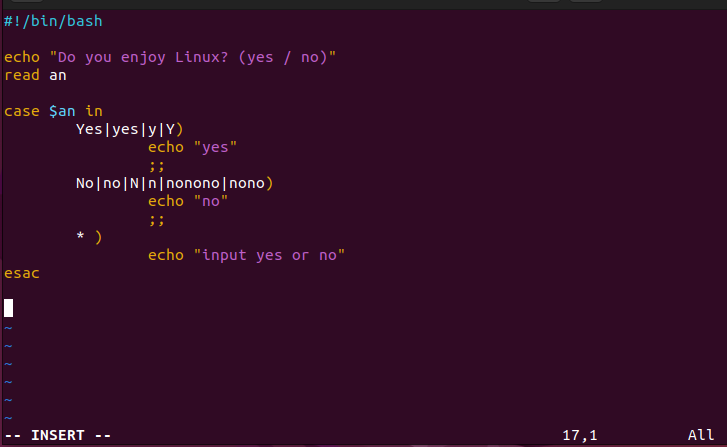 #!/bin/bash
echo "Do you enjoy Linux? (yes / no)"
read an
case $an in
Yes|yes|y|Y)
echo "yes"
;;
No|no|N|n|nonono|nono)
echo "no"
;;
* )
echo "input yes or no"
esac
~
~
~
~
~
~
-- INSERT -- 17,1 All